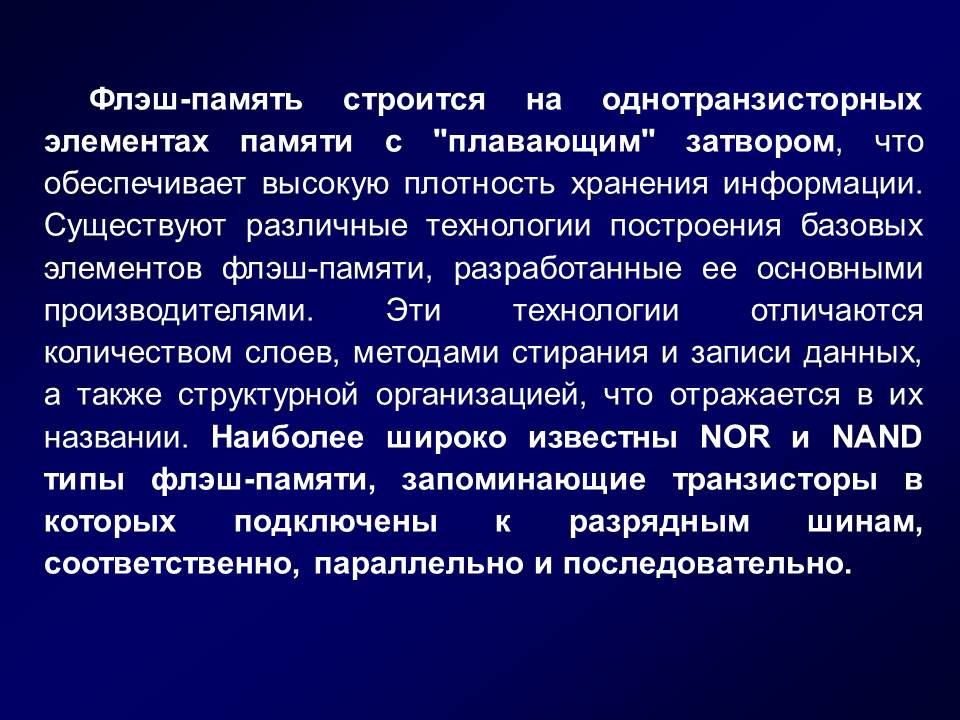 Флэш-память строится на однотранзисторных
элементах памяти с "плавающим" затвором, что
обеспечивает высокую плотность хранения информации.
Существуют различные технологии построения базовых
элементов флэш-памяти, разработанные ее основными
производителями. Эти технологии отличаются
количеством слоев, методами стирания и записи данных,
а также структурной организацией, что отражается в их
названии. Наиболее широко известны NOR и NAND
типы флэш-памяти, запоминающие транзисторы в
которых подключены к разрядным шинам,
соответственно, параллельно и последовательно.